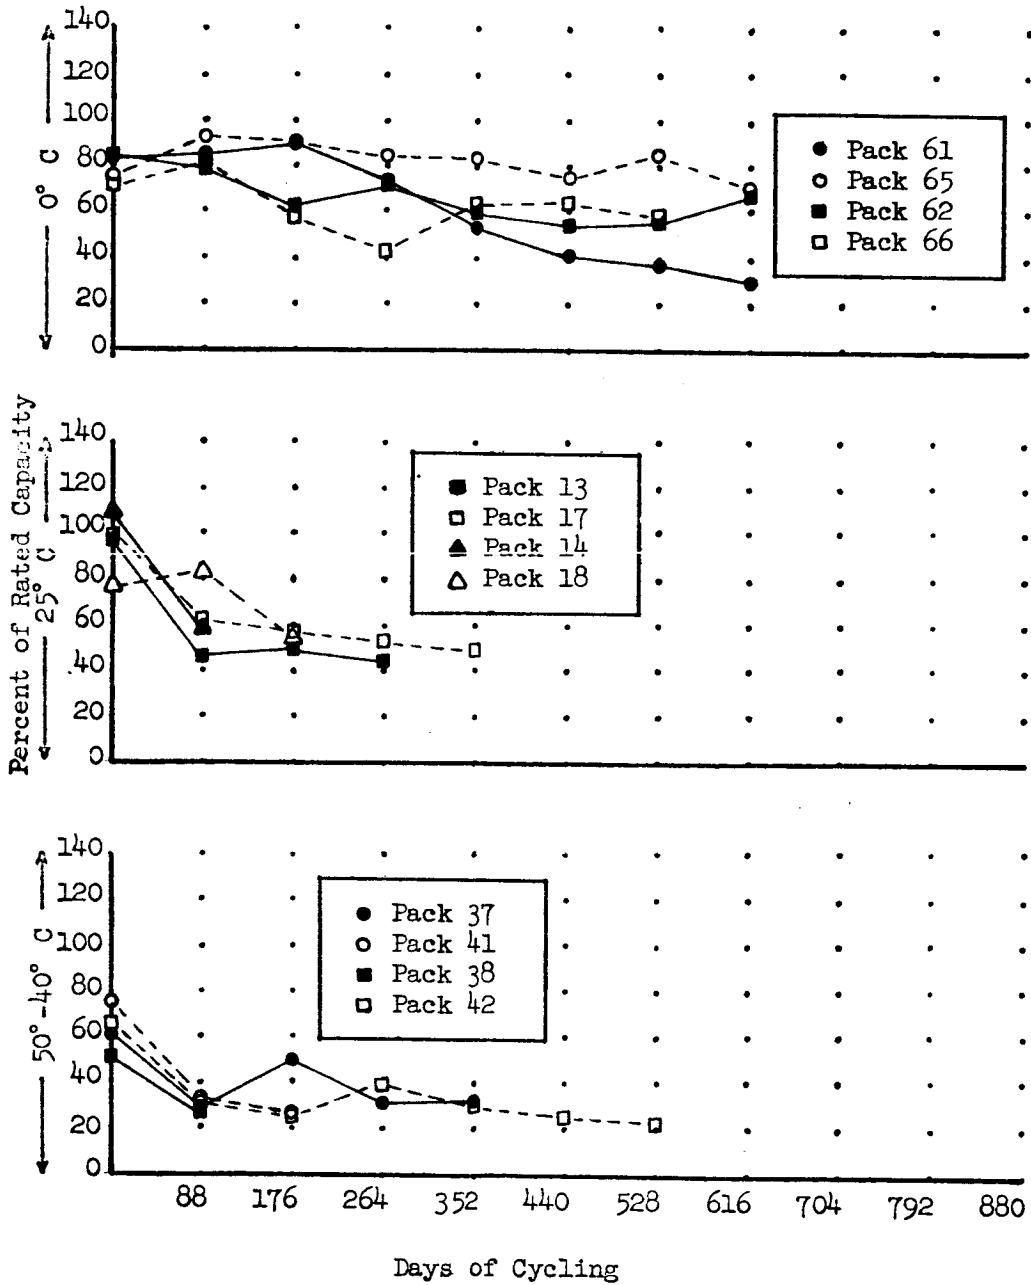 140
120
100
80
60
40
20
0
0° C
Pack 61
Pack 65
Pack 62
Pack 66
Percent of Rated Capacity
140
120
100
80
60
40
20
0
25° C
Pack 13
Pack 17
Pack 14
Pack 18
140
120
100
80
60
40
20
0
50°-40° C
Pack 37
Pack 41
Pack 38
Pack 42
88 176 264 352 440 528 616 704 792 880
Days of Cycling